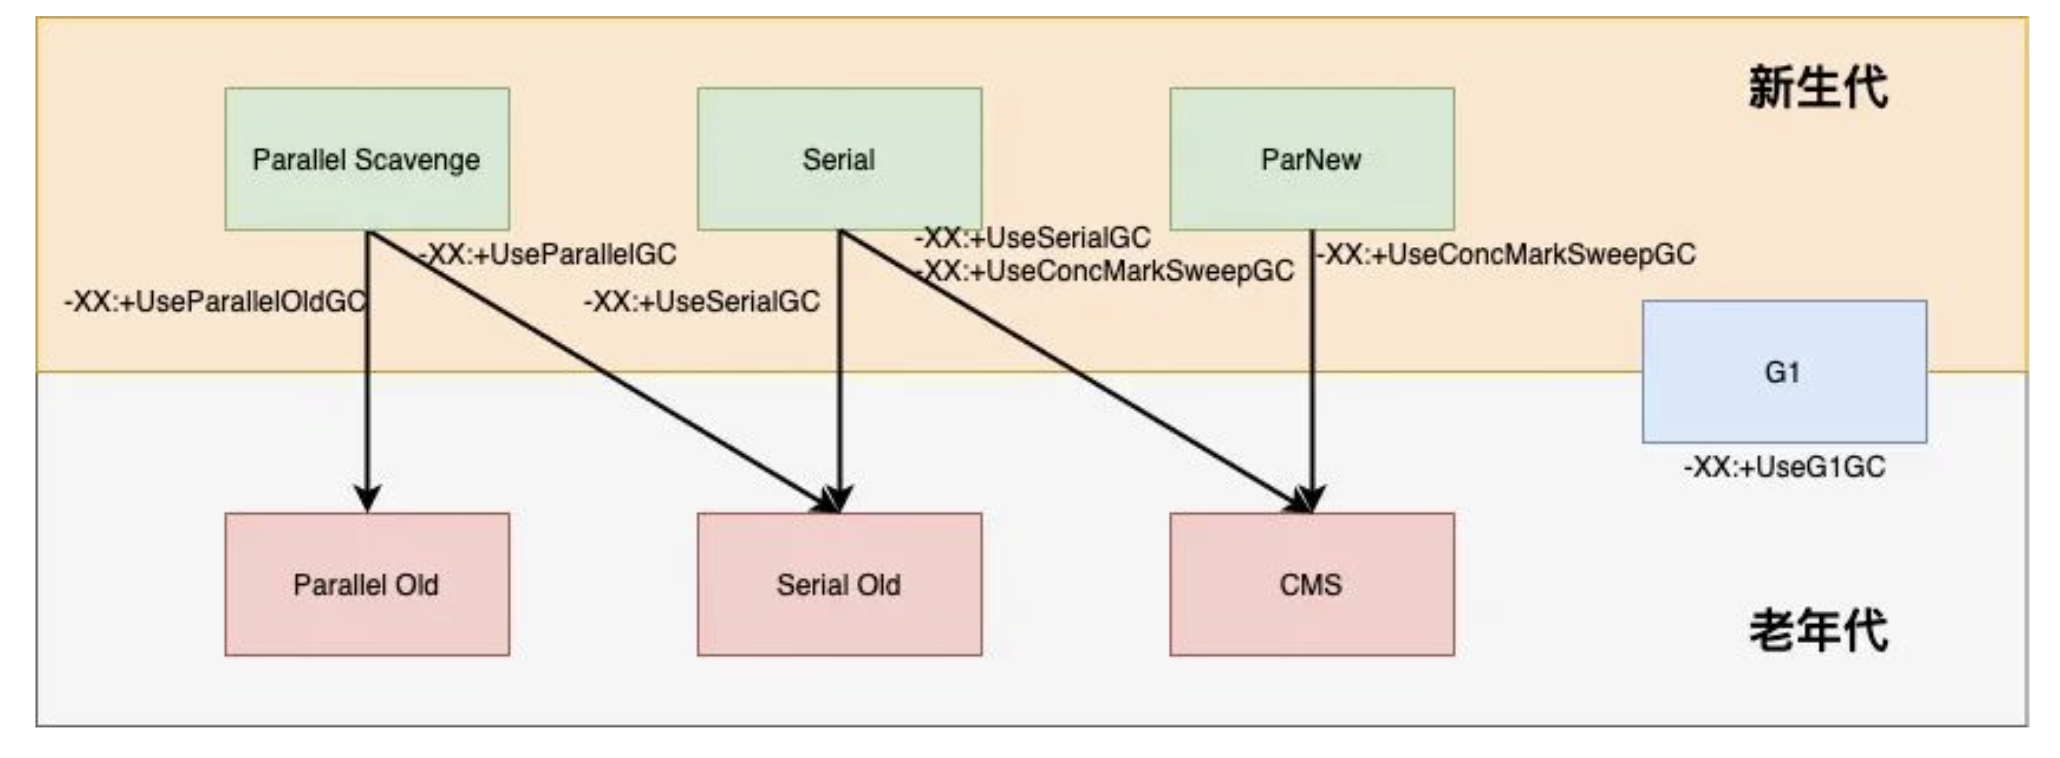 新生代
Parallel Scavenge
Serial
ParNew
-XX:+UseParallelGC
-XX:+UseSerialGC
-XX:+UseConcMarkSweepGC
-XX:+UseConcMarkSweepGC
-XX:+UseParallelOldGC
-XX:+UseSerialGC
G1
-XX:+UseG1GC
Parallel Old
Serial Old
CMS
老年代